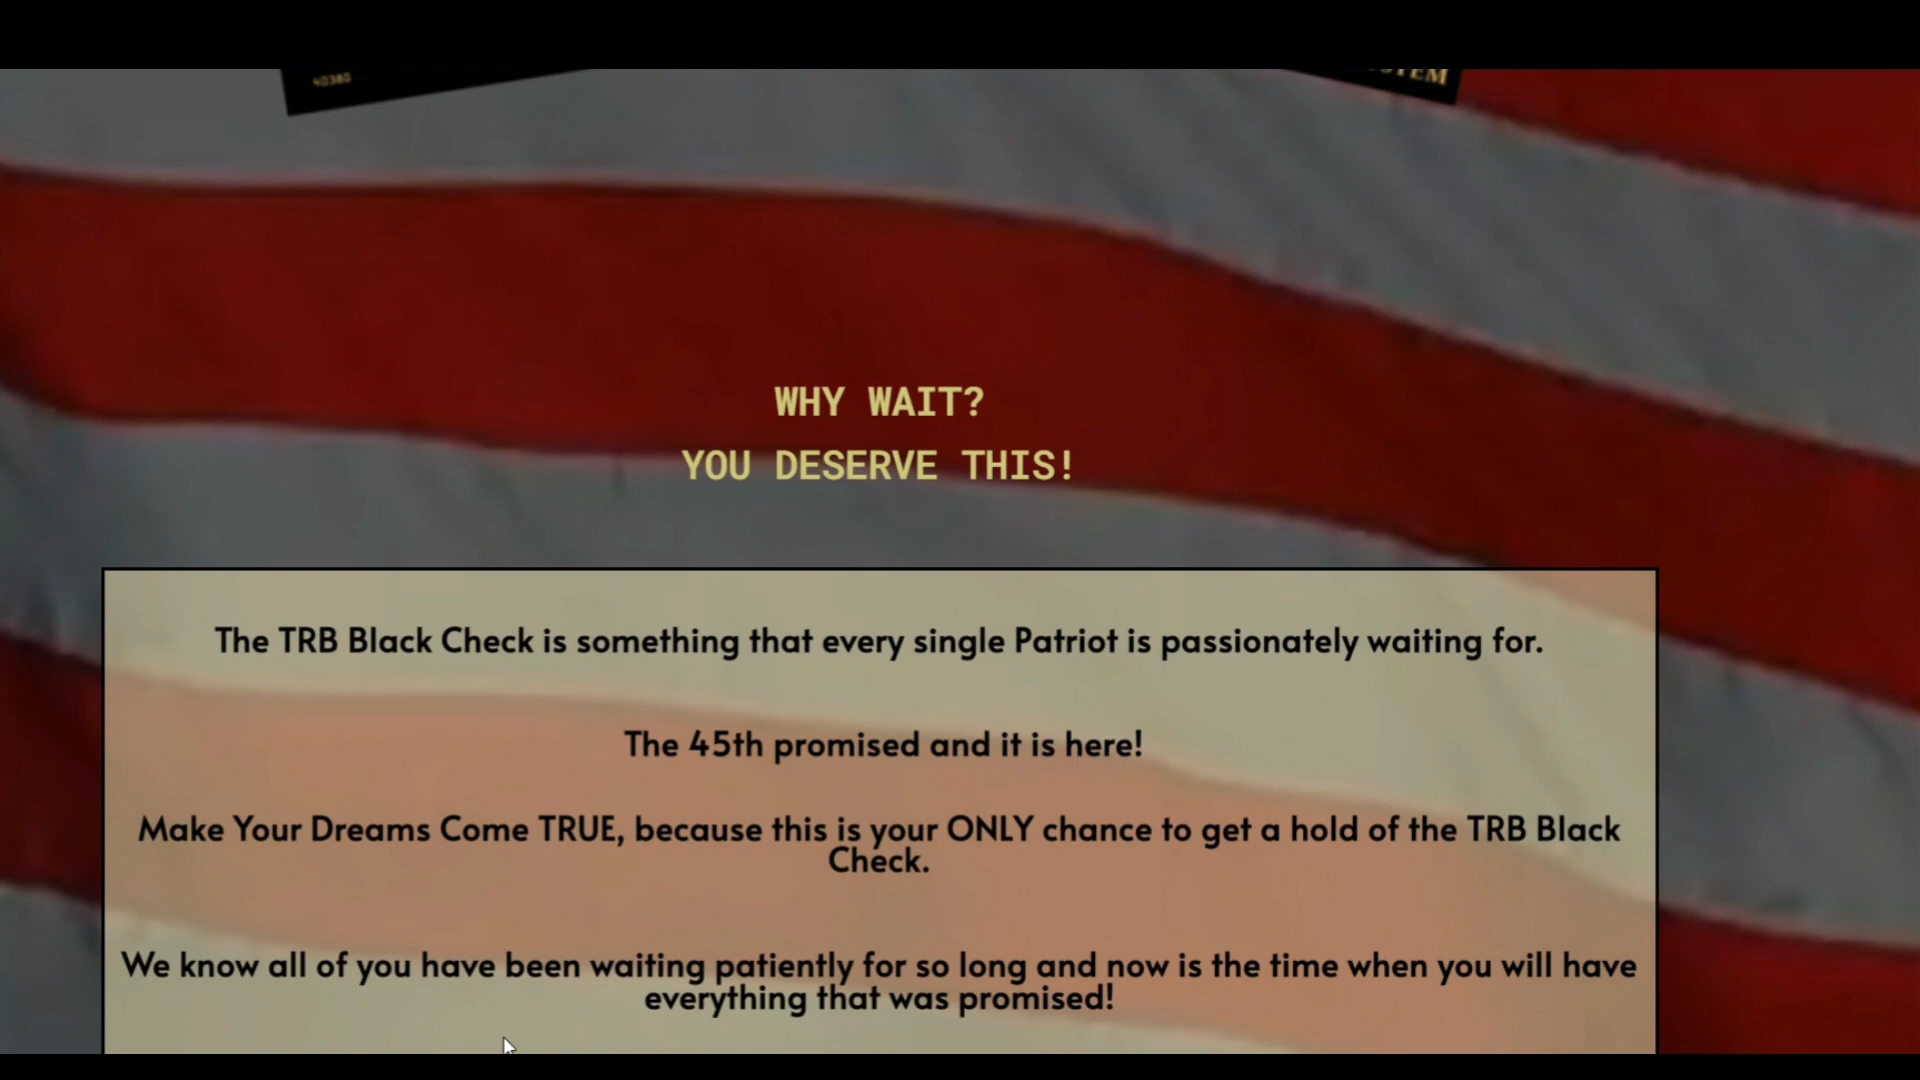 40380
WHY WAIT?
YOU DESERVE THIS!
The TRB Black Check is something that every single Patriot is passionately waiting for.
The 45th promised and it is here!
Make Your Dreams Come TRUE, because this is your ONLY chance to get a hold of the TRB Black
Check.
We know all of you have been waiting patiently for so long and now is the time when you will have
everything that was promised!